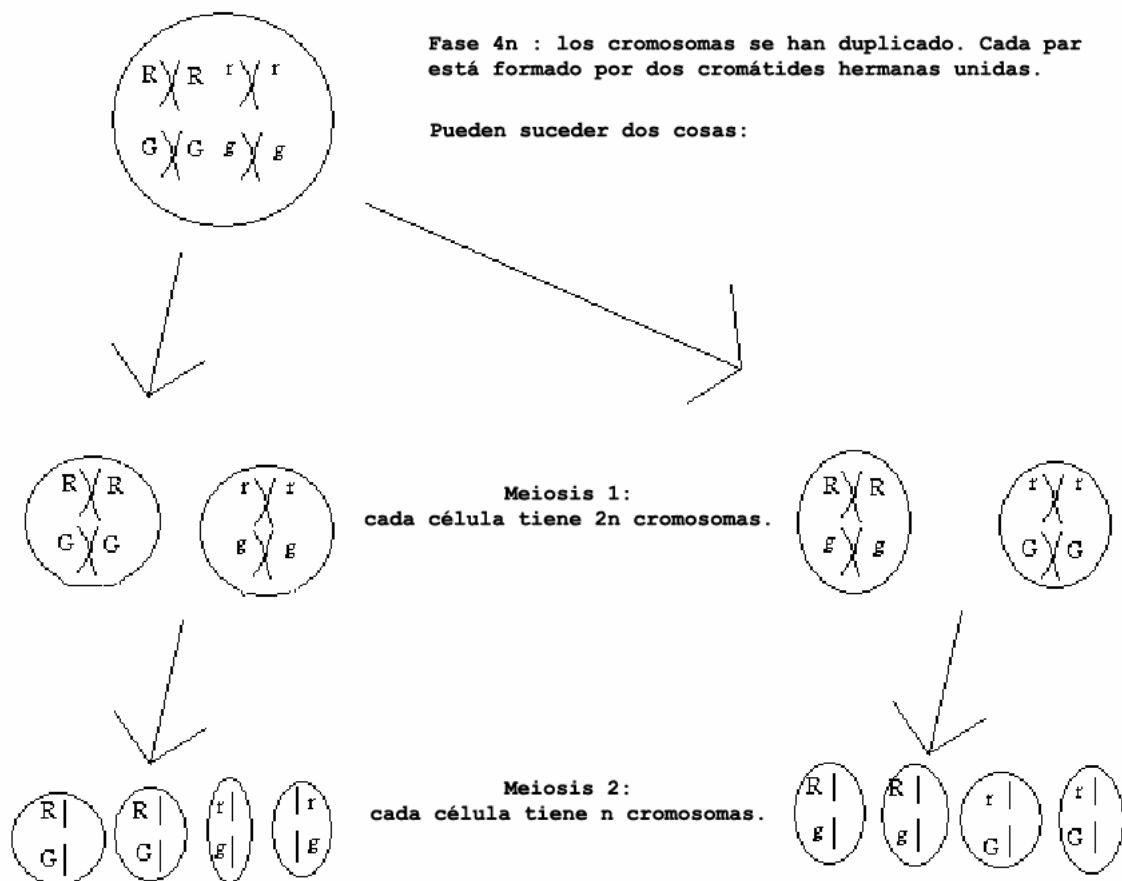 Fase 4n : los cromosomas se han duplicado. Cada par
está formado por dos cromátides hermanas unidas.
Pueden suceder dos cosas:
R R r r
G G g g
R R r r
G G g g
Meiosis 1:
cada célula tiene 2n cromosomas.
R R r r
g g G G
R R r r
G G g g
Meiosis 2:
cada célula tiene n cromosomas.
R R r r
g g G G